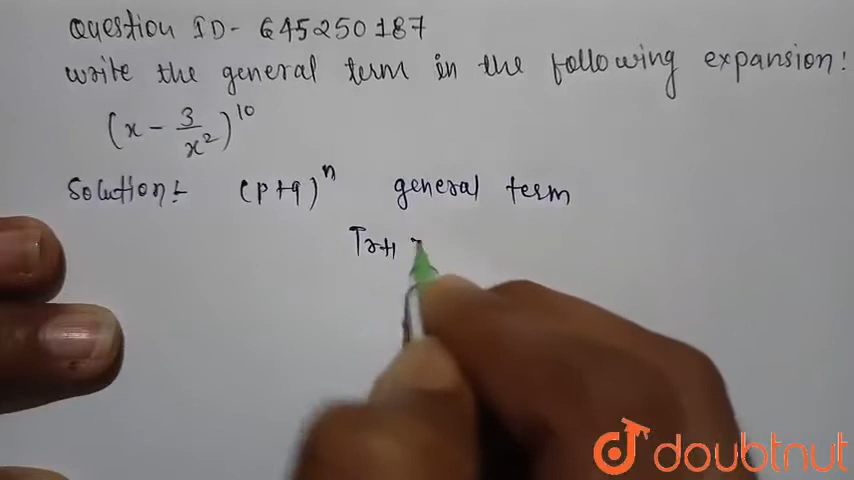 Question ID- 645250187
write the general term in the following expansion:
(x - 3/x²)^10
Solution:- (p+q)^n general term
Tr+1
doubtnut